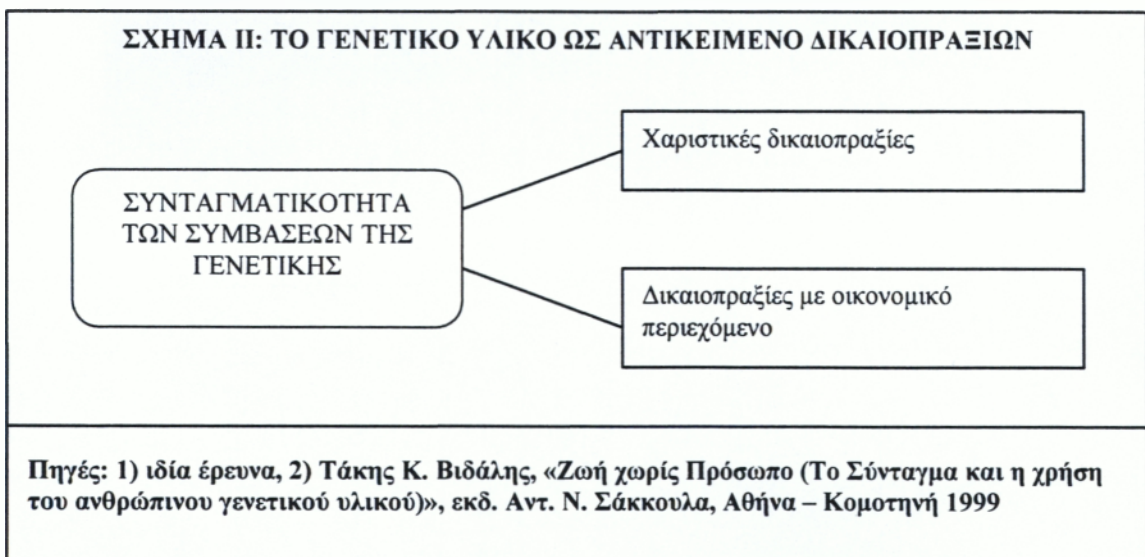 ΣΧΗΜΑ ΙΙ: ΤΟ ΓΕΝΕΤΙΚΟ ΥΛΙΚΟ ΩΣ ΑΝΤΙΚΕΙΜΕΝΟ ΔΙΚΑΙΟΠΡΑΞΙΩΝ
ΣΥΝΤΑΓΜΑΤΙΚΟΤΗΤΑ
ΤΩΝ ΣΥΜΒΑΣΕΩΝ ΤΗΣ
ΓΕΝΕΤΙΚΗΣ
Χαριστικές δικαιοπραξίες
Δικαιοπραξίες με οικονομικό
περιεχόμενο
Πηγές: 1) ιδία έρευνα, 2) Τάκης Κ. Βιδάλης, «Ζωή χωρίς Πρόσωπο (Το Σύνταγμα και η χρήση
του ανθρώπινου γενετικού υλικού)», εκδ. Αντ. Ν. Σάκκουλα, Αθήνα – Κομοτηνή 1999